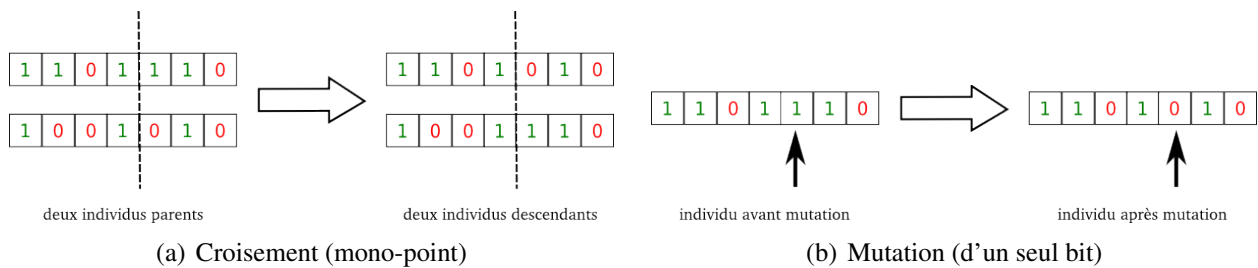 1 1 0 1 1 1 0
1 0 0 1 0 1 0
deux individus parents
1 1 0 1 0 1 0
1 0 0 1 1 1 0
deux individus descendants
(a) Croisement (mono-point)
1 1 0 1 1 1 0
individu avant mutation
1 1 0 1 0 1 0
individu après mutation
(b) Mutation (d'un seul bit)